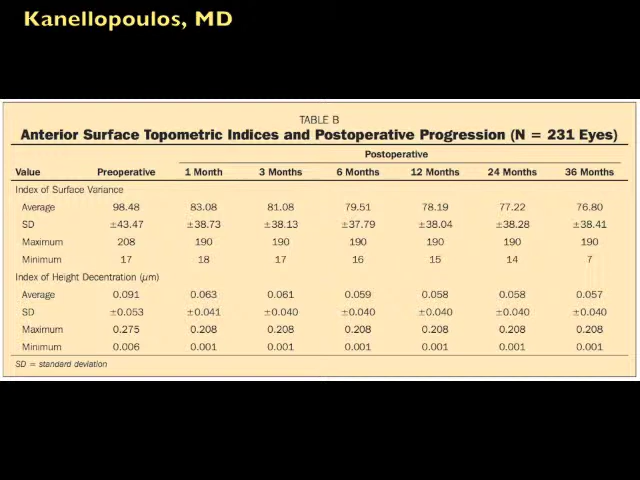 Kanellopoulos, MD
TABLE B
Anterior Surface Topometric Indices and Postoperative Progression (N = 231 Eyes)
Postoperative
Value Preoperative 1 Month 3 Months 6 Months 12 Months 24 Months 36 Months
Index of Surface Variance
Average 98.48 83.08 81.08 79.51 78.19 77.22 76.80
SD ±43.47 ±38.73 ±38.13 ±37.79 ±38.04 ±38.28 ±38.41
Maximum 208 190 190 190 190 190 190
Minimum 17 18 17 16 15 14 7
Index of Height Decentration (μm)
Average 0.091 0.063 0.061 0.059 0.058 0.058 0.057
SD ±0.053 ±0.041 ±0.040 ±0.040 ±0.040 ±0.040 ±0.040
Maximum 0.275 0.208 0.208 0.208 0.208 0.208 0.208
Minimum 0.006 0.001 0.001 0.001 0.001 0.001 0.001
SD = standard deviation